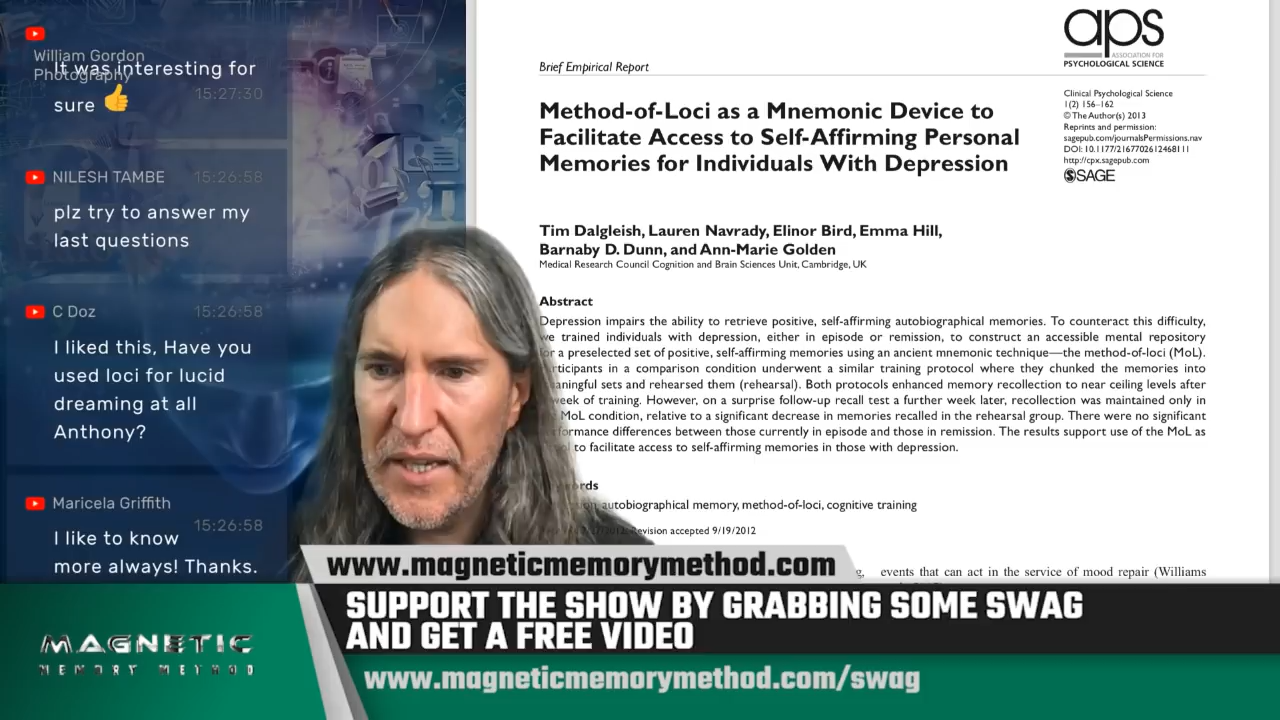 William Gordon
Photography
It was interesting for
sure 👍
15:27:30
NILESH TAMBE
15:26:58
plz try to answer my
last questions
C Doz
15:26:58
I liked this, Have you
used loci for lucid
dreaming at all
Anthony?
Maricela Griffith
15:26:58
I like to know
more always! Thanks.
aps
ASSOCIATION FOR
PSYCHOLOGICAL SCIENCE
Brief Empirical Report
Method-of-Loci as a Mnemonic Device to
Facilitate Access to Self-Affirming Personal
Memories for Individuals With Depression
Clinical Psychological Science
1(2) 156–162
© The Author(s) 2013
Reprints and permission:
sagepub.com/journalsPermissions.nav
DOI: 10.1177/2167702612468111
http://cpx.sagepub.com
SAGE
Tim Dalgleish, Lauren Navrady, Elinor Bird, Emma Hill,
Barnaby D. Dunn, and Ann-Marie Golden
Medical Research Council Cognition and Brain Sciences Unit, Cambridge, UK
Abstract
Depression impairs the ability to retrieve positive, self-affirming autobiographical memories. To counteract this difficulty,
we trained individuals with depression, either in episode or remission, to construct an accessible mental repository
for a preselected set of positive, self-affirming memories using an ancient mnemonic technique—the method-of-loci (MoL).
Participants in a comparison condition underwent a similar training protocol where they chunked the memories into
meaningful sets and rehearsed them (rehearsal). Both protocols enhanced memory recollection to near ceiling levels after
week of training. However, on a surprise follow-up recall test a further week later, recollection was maintained only in
MoL condition, relative to a significant decrease in memories recalled in the rehearsal group. There were no significant
performance differences between those currently in episode and those in remission. The results support use of the MoL as
to facilitate access to self-affirming memories in those with depression.
autobiographical memory, method-of-loci, cognitive training
Revision accepted 9/19/2012
events that can act in the service of mood repair (Williams
www.magneticmemorymethod.com
SUPPORT THE SHOW BY GRABBING SOME SWAG
AND GET A FREE VIDEO
www.magneticmemorymethod.com/swag
MAGNETIC
MEMORY METHOD